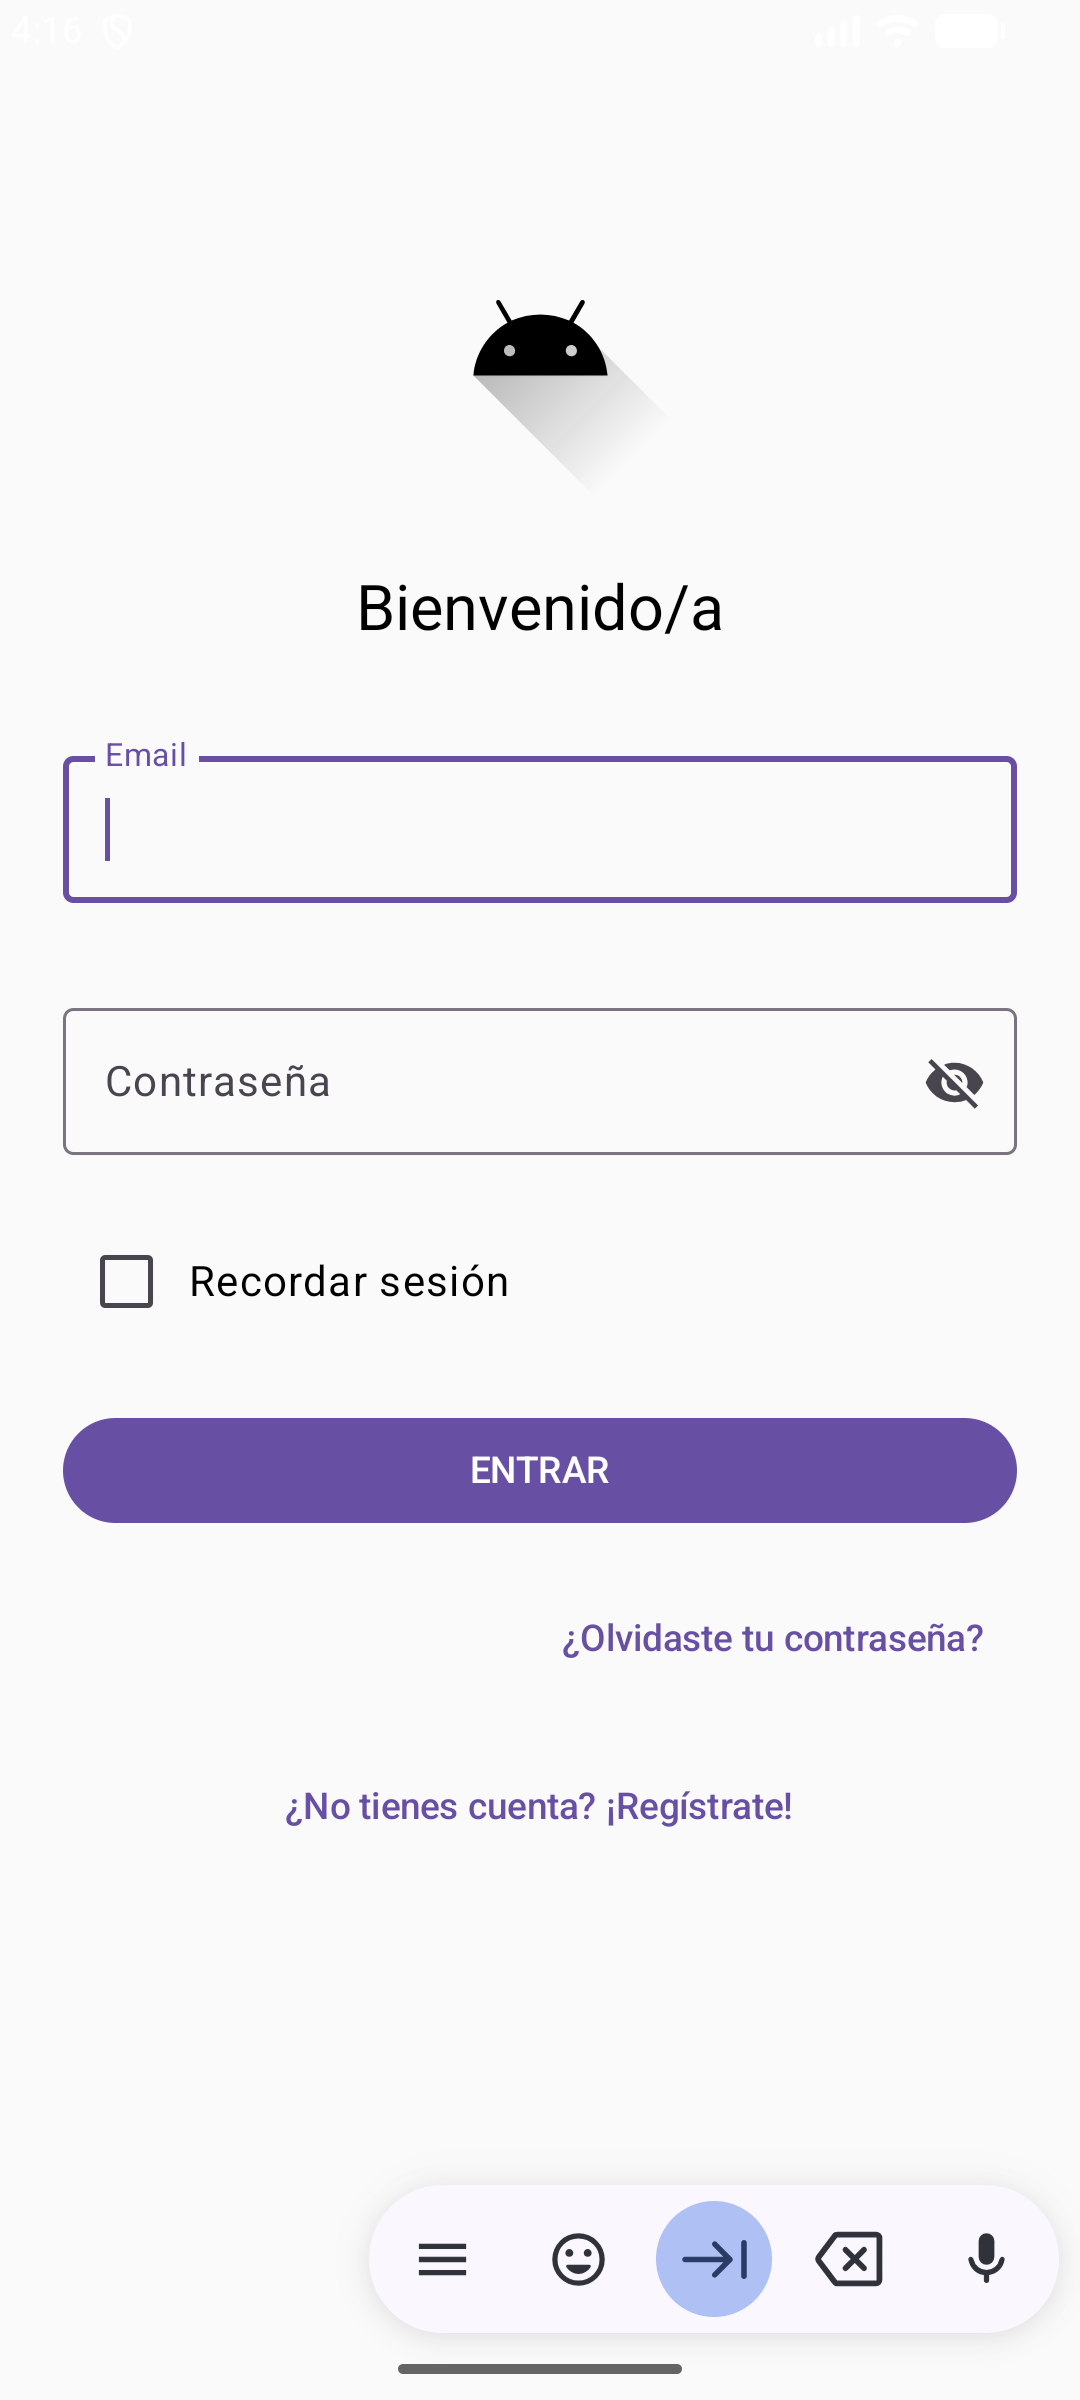 4:16
Bienvenido/a
Email
Contraseña
Recordar sesión
ENTRAR
¿Olvidaste tu contraseña?
¿No tienes cuenta? ¡Regístrate!